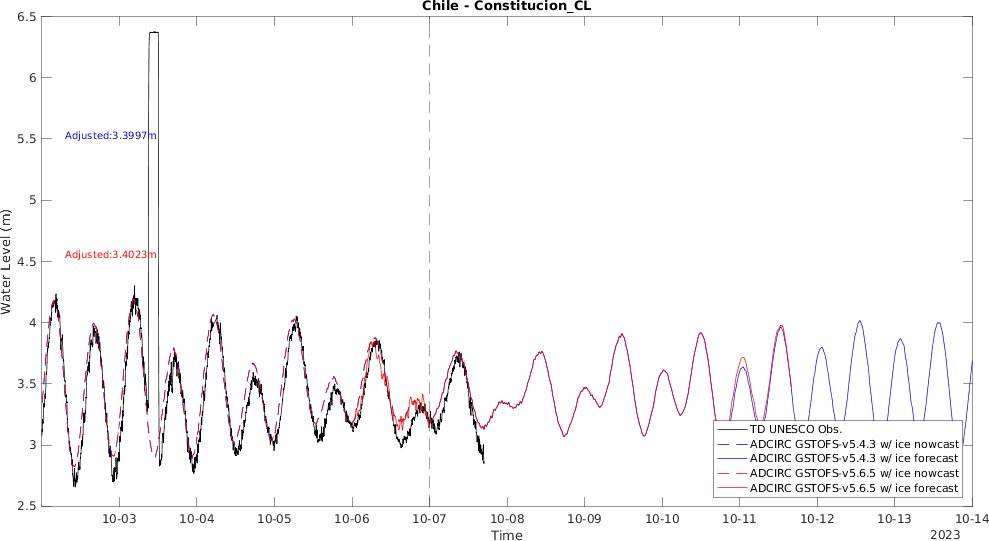 Chile - Constitucion_CL
6.5
6
5.5
5
4.5
4
3.5
3
2.5
Water Level (m)
Adjusted:3.3997m
Adjusted:3.4023m
TD UNESCO Obs.
ADCIRC GSTOFS-v5.4.3 w/ ice nowcast
ADCIRC GSTOFS-v5.4.3 w/ ice forecast
ADCIRC GSTOFS-v5.6.5 w/ ice nowcast
ADCIRC GSTOFS-v5.6.5 w/ ice forecast
10-03 10-04 10-05 10-06 10-07 10-08 10-09 10-10 10-11 10-12 10-13 10-14
Time
2023